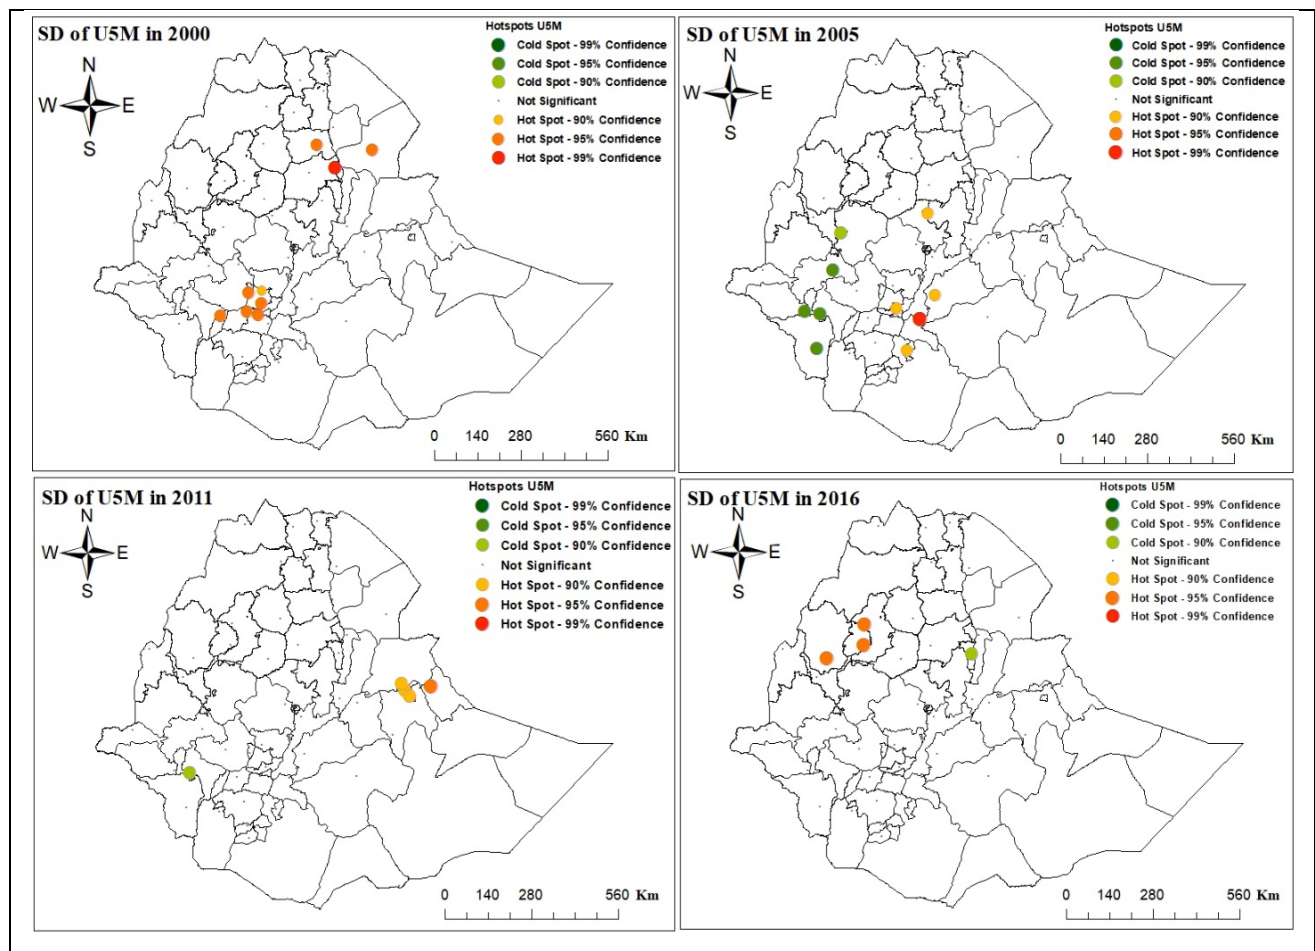 SD of U5M in 2000
N
W E
S
Hotspots U5M
Cold Spot - 99% Confidence
Cold Spot - 95% Confidence
Cold Spot - 90% Confidence
Not Significant
Hot Spot - 90% Confidence
Hot Spot - 95% Confidence
Hot Spot - 99% Confidence
0 140 280 560 Km
SD of U5M in 2005
N
W E
S
Hotspots U5M
Cold Spot - 99% Confidence
Cold Spot - 95% Confidence
Cold Spot - 90% Confidence
Not Significant
Hot Spot - 90% Confidence
Hot Spot - 95% Confidence
Hot Spot - 99% Confidence
0 140 280 560 Km
SD of U5M in 2011
N
W E
S
Hotspots U5M
Cold Spot - 99% Confidence
Cold Spot - 95% Confidence
Cold Spot - 90% Confidence
Not Significant
Hot Spot - 90% Confidence
Hot Spot - 95% Confidence
Hot Spot - 99% Confidence
0 140 280 560 Km
SD of U5M in 2016
N
W E
S
Hotspots U5M
Cold Spot - 99% Confidence
Cold Spot - 95% Confidence
Cold Spot - 90% Confidence
Not Significant
Hot Spot - 90% Confidence
Hot Spot - 95% Confidence
Hot Spot - 99% Confidence
0 140 280 560 Km